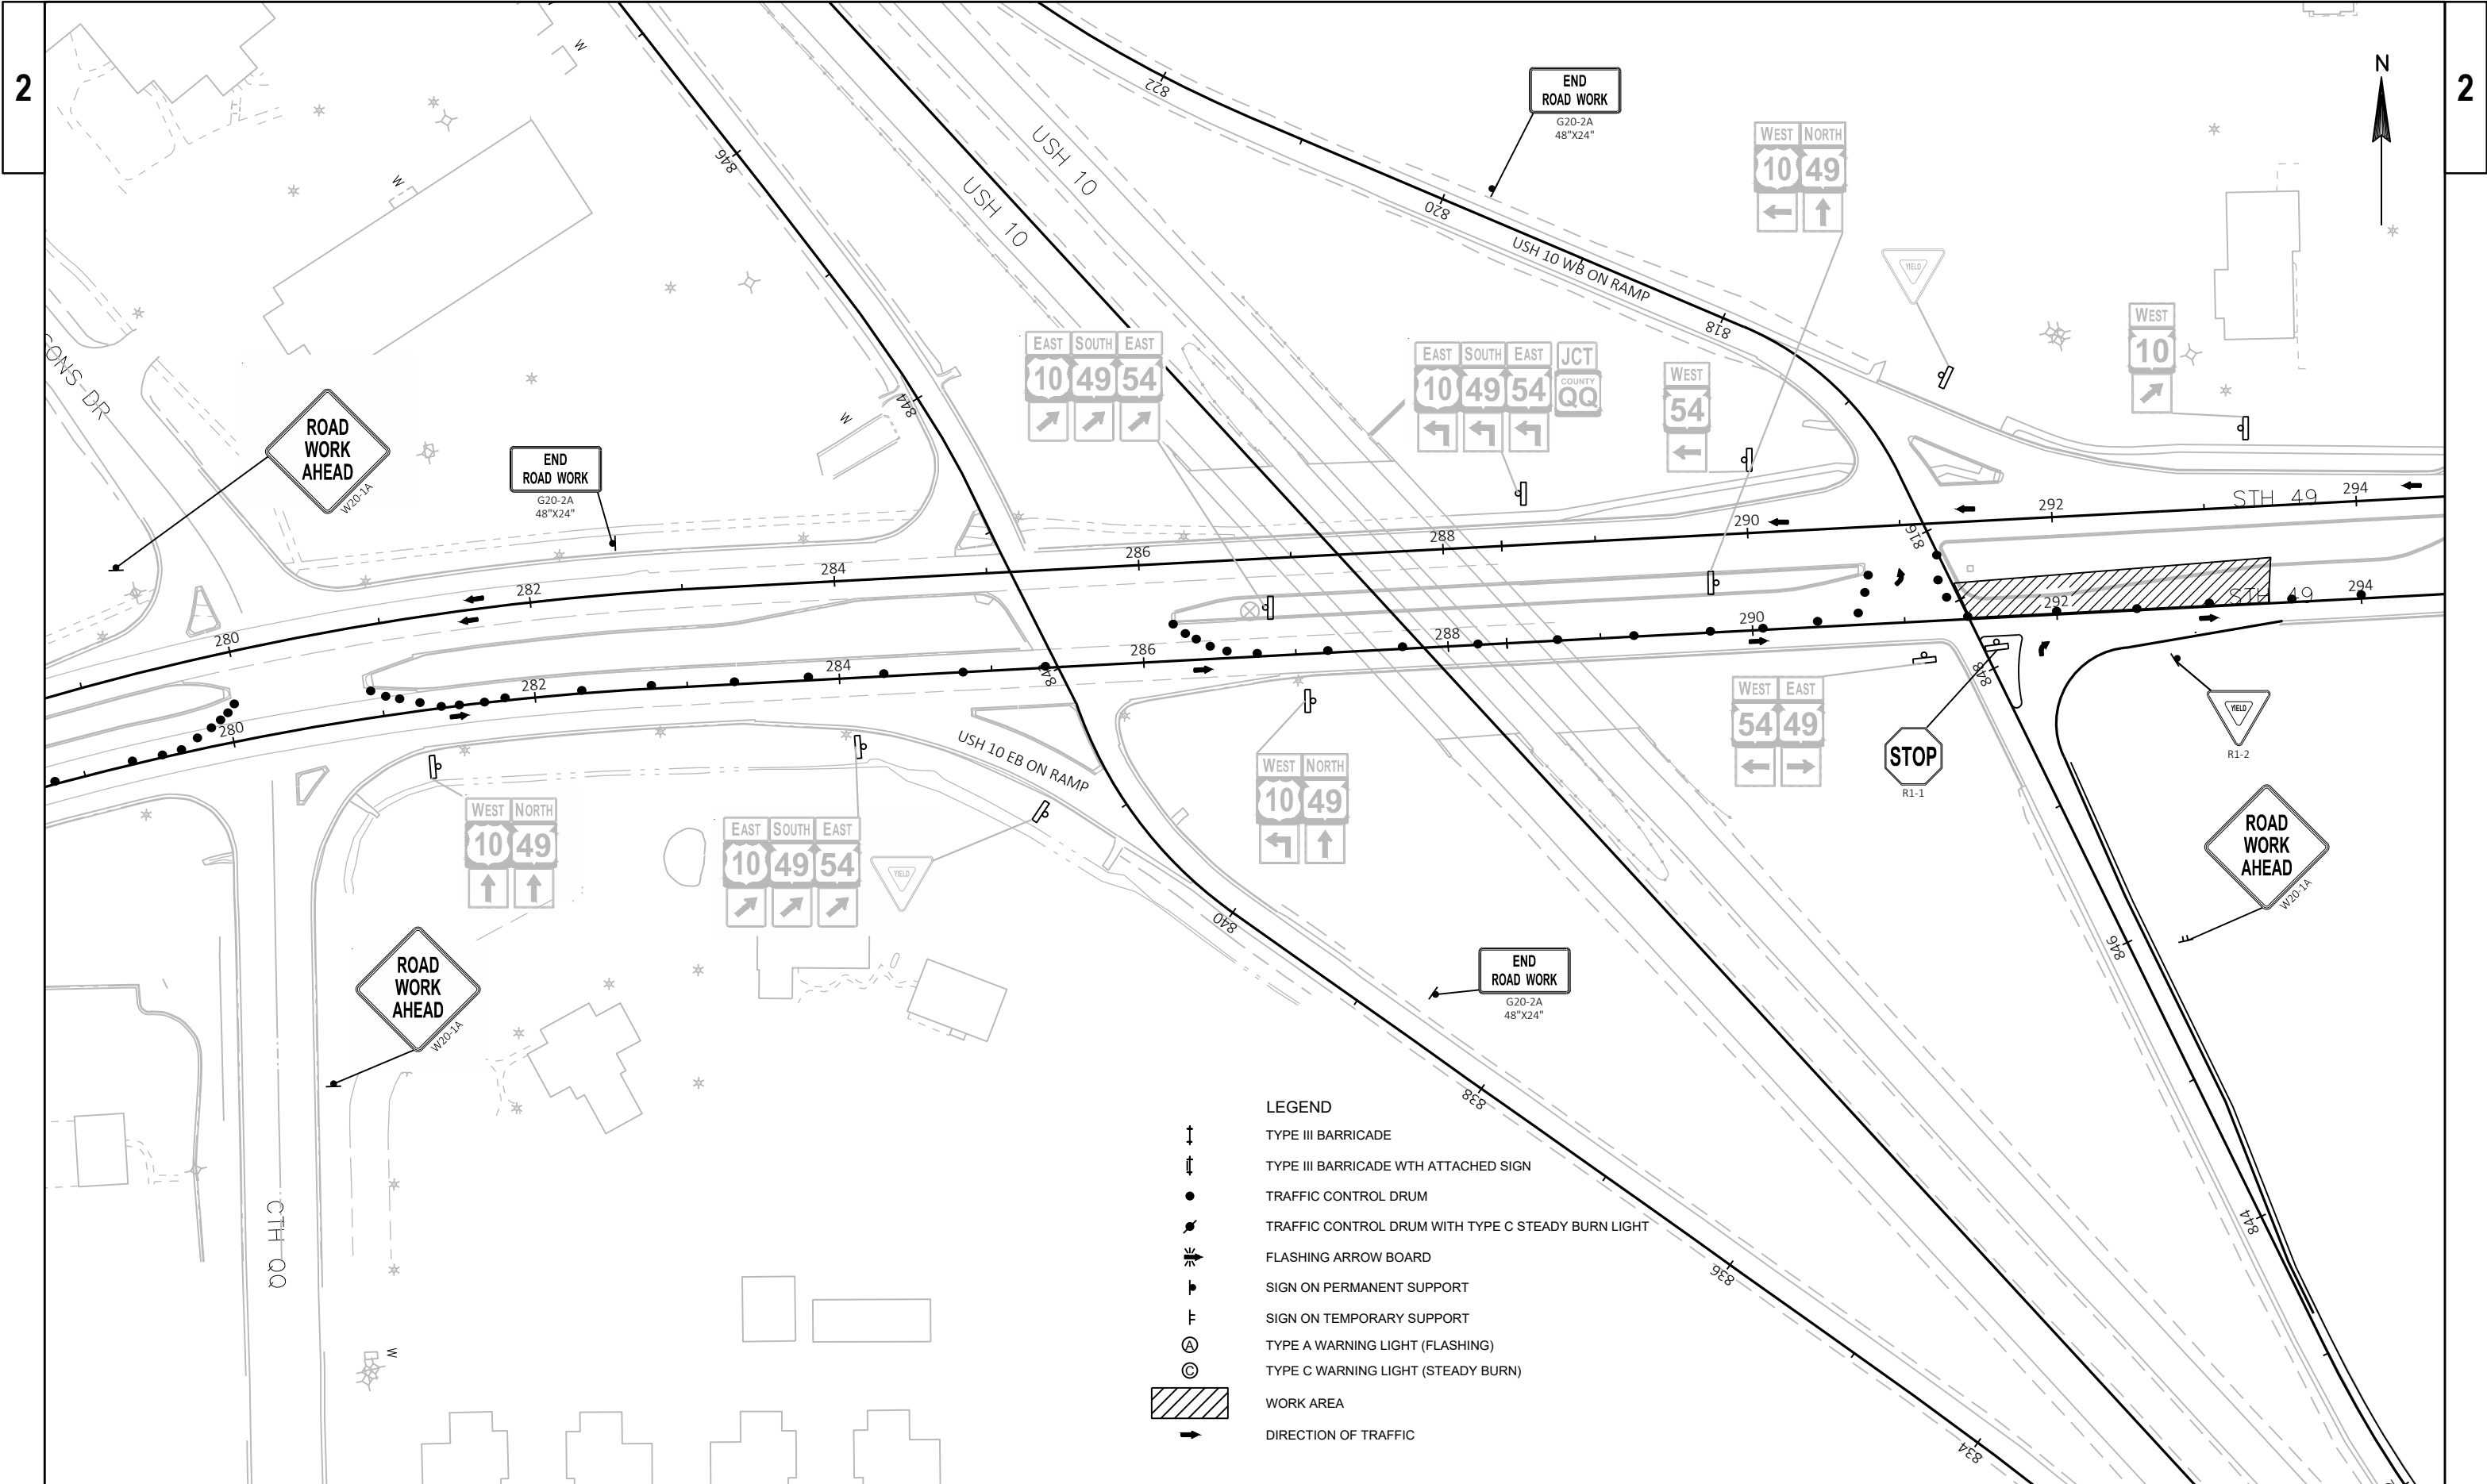 2
2
N
W
W
W
W
822
846
USH 10
USH 10
END
ROAD WORK
G20-2A
48"X24"
WEST NORTH
10 49
820
USH 10 WB ON RAMP
818
YIELD
WEST
10
EAST SOUTH EAST
10 49 54
EAST SOUTH EAST JCT
10 49 54 COUNTY QQ
WEST
54
844
ROAD
WORK
AHEAD
W20-1A
END
ROAD WORK
G20-2A
48"X24"
280
282
284
286
288
290
292
STH 49
294
816
280
282
284
842
286
288
290
292
STH 49
294
848
USH 10 EB ON RAMP
WEST NORTH
10 49
EAST SOUTH EAST
10 49 54
YIELD
WEST NORTH
10 49
WEST EAST
54 49
STOP
R1-1
YIELD
R1-2
ROAD
WORK
AHEAD
W20-1A
ROAD
WORK
AHEAD
W20-1A
840
END
ROAD WORK
G20-2A
48"X24"
846
838
844
836
834
CTH QQ
LEGEND
TYPE III BARRICADE
TYPE III BARRICADE WTH ATTACHED SIGN
TRAFFIC CONTROL DRUM
TRAFFIC CONTROL DRUM WITH TYPE C STEADY BURN LIGHT
FLASHING ARROW BOARD
SIGN ON PERMANENT SUPPORT
SIGN ON TEMPORARY SUPPORT
A TYPE A WARNING LIGHT (FLASHING)
C TYPE C WARNING LIGHT (STEADY BURN)
WORK AREA
DIRECTION OF TRAFFIC